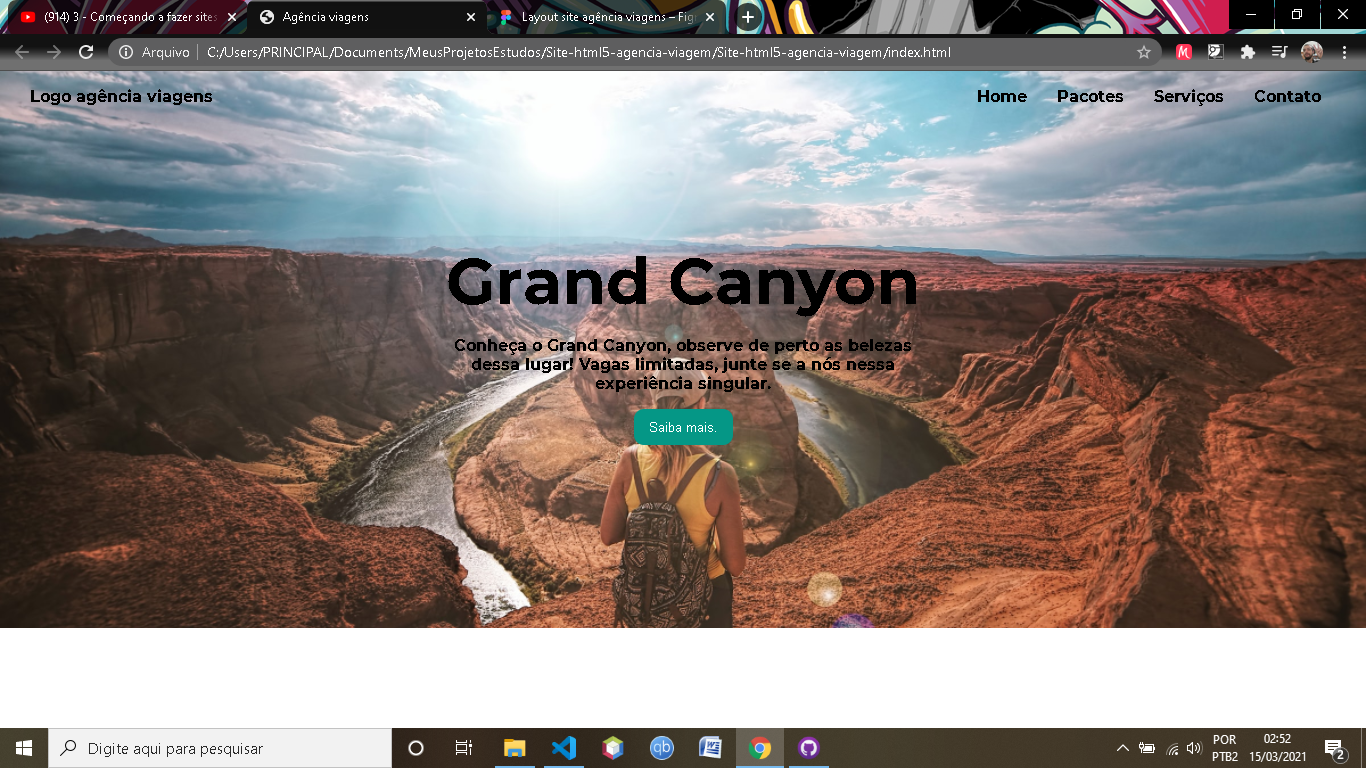 (914) 3 - Começando a fazer sites
Agência viagens
Layout site agência viagens – Fig
Arquivo
C:/Users/PRINCIPAL/Documents/MeusProjetosEstudos/Site-html5-agencia-viagem/Site-html5-agencia-viagem/index.html
Logo agência viagens
Home
Pacotes
Serviços
Contato
Grand Canyon
Conheça o Grand Canyon, observe de perto as belezas
dessa lugar! Vagas limitadas, junte se a nós nessa
experiência singular.
Saiba mais.
Digite aqui para pesquisar
qb
POR
PTB2
02:52
15/03/2021
2